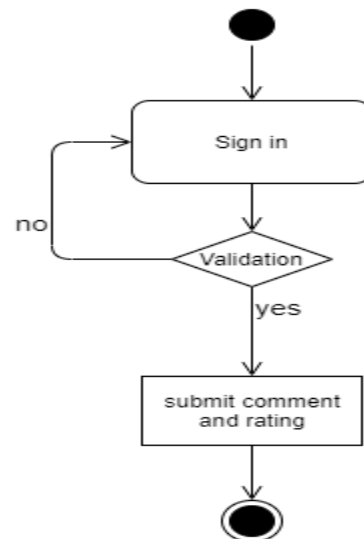 Sign in
no
Validation
yes
submit comment
and rating